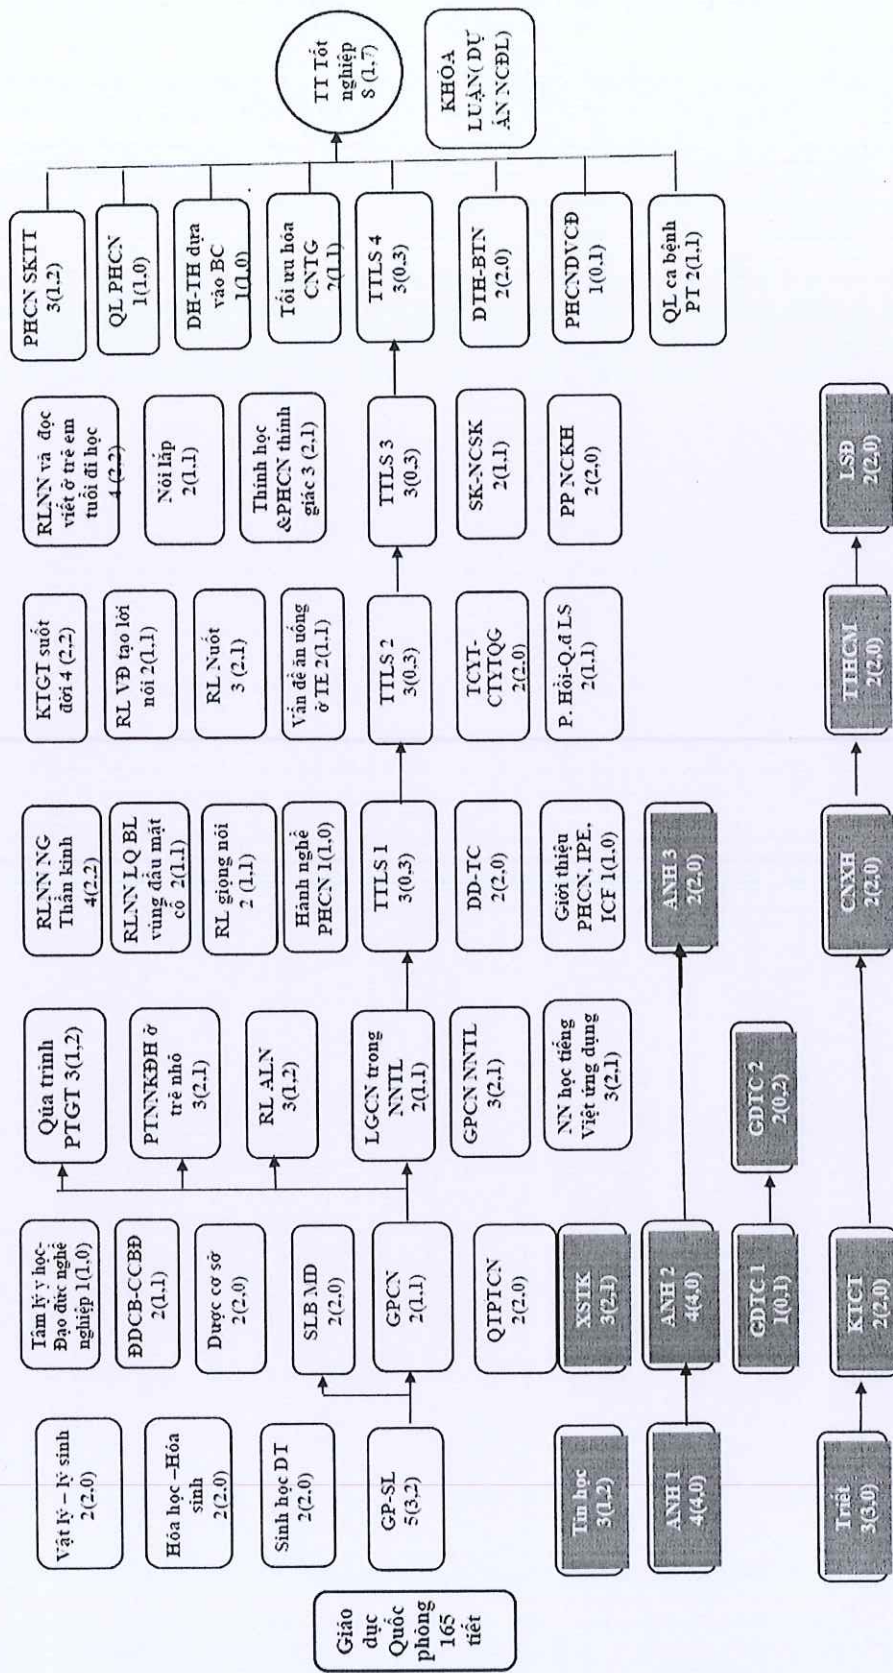 Giáo
dục
Quốc
phòng
165
tiết
Vật lý – lý sinh
2(2,0)
Hóa học –Hóa
sinh
2(2,0)
Sinh học DT
2(2,0)
GP-SL
5(3,2)
Tin học
3(1,2)
ANH 1
4(4,0)
Triết
3(3,0)
Tâm lý y học-
Đạo đức nghề
nghiệp 1(1,0)
ĐDCB-CCBĐ
2(1,1)
Dược cơ sở
2(2,0)
SLB MD
2(2,0)
GPCN
2(1,1)
QTPTCN
2(2,0)
XSTK
3(2,1)
ANH 2
4(4,0)
GDTC 1
1(0,1)
KTCT
2(2,0)
Qúa trình
PTGT 3(1,2)
PTNNKĐH ở
trẻ nhỏ
3(2,1)
RL ALN
3(1,2)
LGCN trong
NNTL
2(1,1)
GPCN NNTL
3(2,1)
NN học tiếng
Việt ứng dụng
3(2,1)
GDTC 2
2(0,2)
RLNN NG
Thần kinh
4(2,2)
RLNN LQ BL
vùng đầu mặt
cổ 2(1,1)
RL giọng nói
2 (1,1)
Hành nghề
PHCN 1(1,0)
TTLS 1
3(0,3)
DD-TC
2(2,0)
Giới thiệu
PHCN, IPE,
ICF 1(1,0)
ANH 3
2(2,0)
CNXH
2(2,0)
KTGT suốt
đời 4 (2,2)
RL VĐ tạo lời
nói 2(1,1)
RL Nuốt
3 (2,1)
Vấn đề ăn uống
ở TE 2(1,1)
TTLS 2
3(0,3)
TCYT-
CTYTQG
2(2,0)
P. Hồi-Q.đ LS
2(1,1)
TTHCM
2(2,0)
RLNN và đọc
viết ở trẻ em
tuổi đi học
4 (2,2)
Nói lắp
2(1,1)
Thính học
&PHCN thính
giác 3 (2,1)
TTLS 3
3(0,3)
SK-NCSK
2(1,1)
PP NCKH
2(2,0)
LSĐ
2(2,0)
PHCN SKTT
3(1,2)
QL PHCN
1(1,0)
DH-TH dựa
vào BC
1(1,0)
Tối ưu hóa
CNTG
2(1,1)
TTLS 4
3(0,3)
DTH-BTN
2(2,0)
PHCNDVCĐ
1(0,1)
QL ca bệnh
PT 2(1,1)
TT Tốt
nghiệp
8 (1,7)
KHÓA
LUẬN( DỰ
ÁN NCĐL)